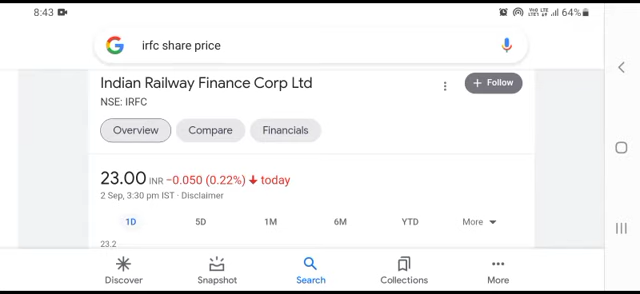 8:43 64%
irfc share price
Indian Railway Finance Corp Ltd
+ Follow
NSE: IRFC
Overview Compare Financials
23.00 INR −0.050 (0.22%) ↓ today
2 Sep, 3:30 pm IST · Disclaimer
1D 5D 1M 6M YTD More
23.2
Discover Snapshot Search Collections More